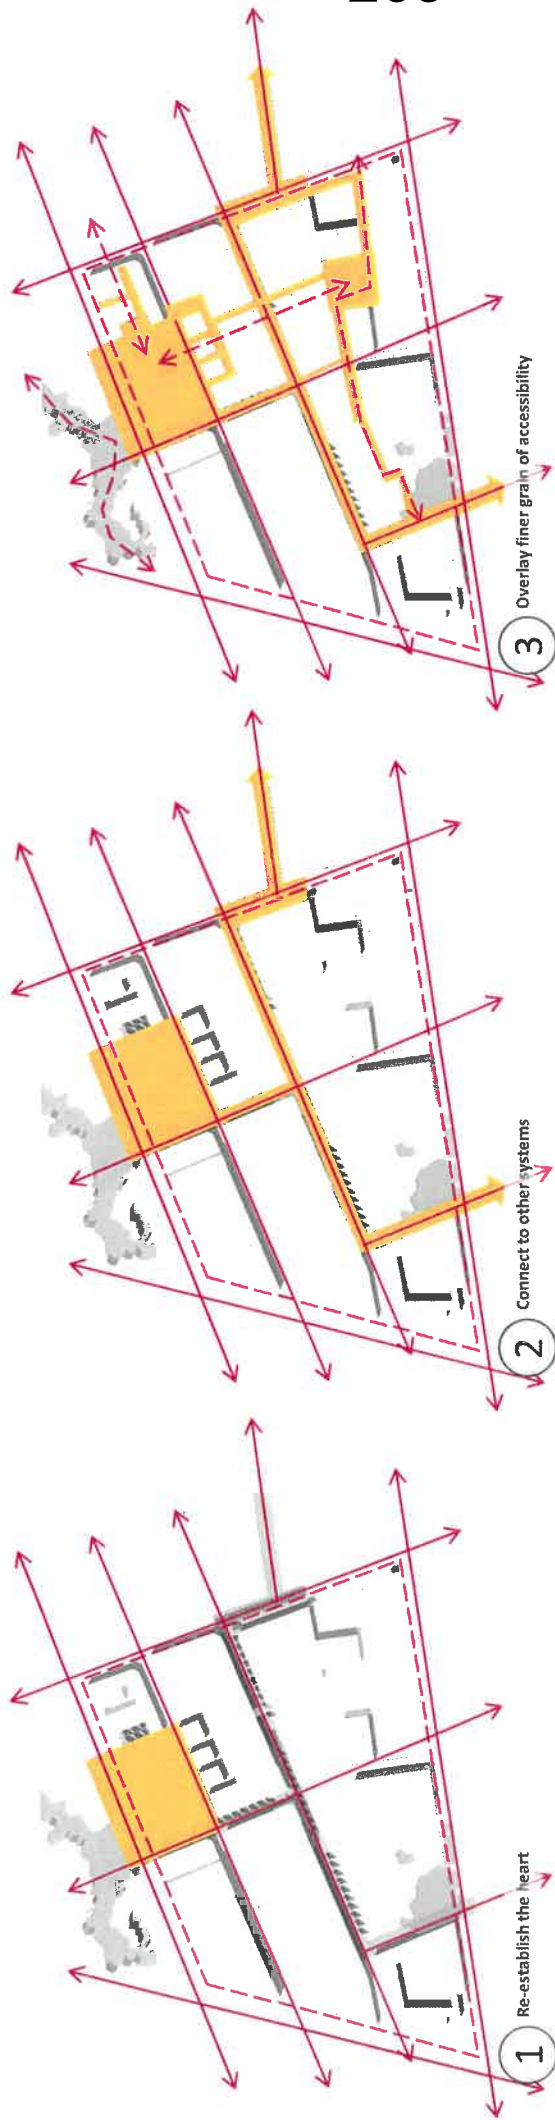 1 Re-establish the heart
2 Connect to other systems
3 Overlay finer grain of accessibility